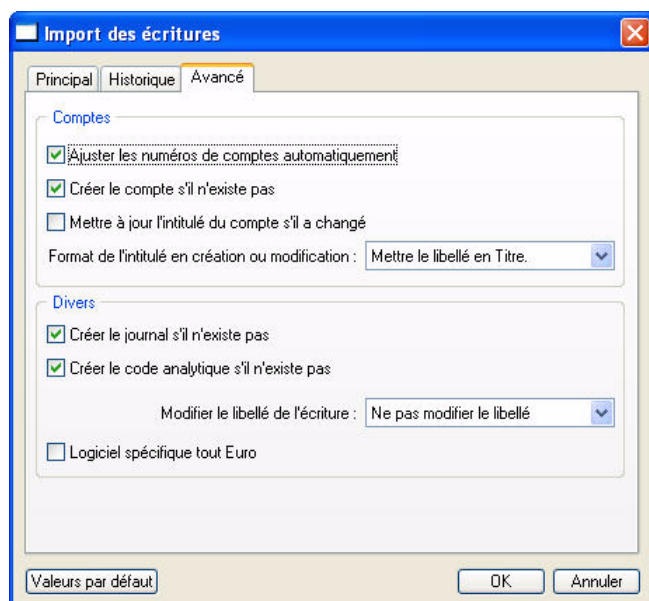 Import des écritures
Principal Historique Avancé
Comptes
Ajuster les numéros de comptes automatiquement
Créer le compte s'il n'existe pas
Mettre à jour l'intitulé du compte s'il a changé
Format de l'intitulé en création ou modification : Mettre le libellé en Titre.
Divers
Créer le journal s'il n'existe pas
Créer le code analytique s'il n'existe pas
Modifier le libellé de l'écriture : Ne pas modifier le libellé
Logiciel spécifique tout Euro
Valeurs par défaut OK Annuler